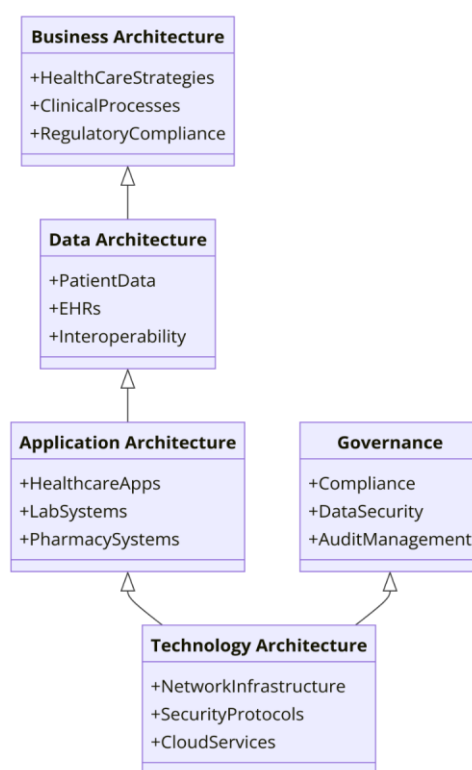 Business Architecture
+HealthCareStrategies
+ClinicalProcesses
+RegulatoryCompliance
Data Architecture
+PatientData
+EHRs
+Interoperability
Application Architecture
+HealthcareApps
+LabSystems
+PharmacySystems
Governance
+Compliance
+DataSecurity
+AuditManagement
Technology Architecture
+NetworkInfrastructure
+SecurityProtocols
+CloudServices